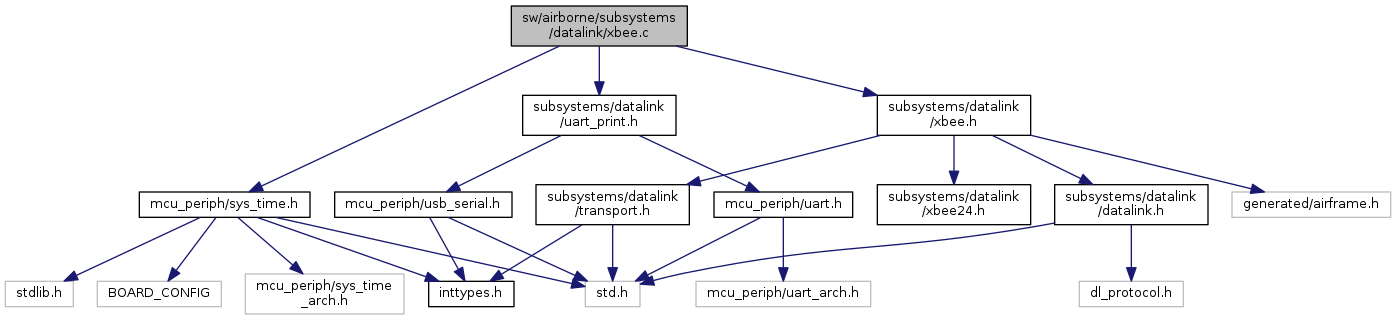 sw/airborne/subsystems
/datalink/xbee.c
subsystems/datalink
/uart_print.h
subsystems/datalink
/xbee.h
mcu_periph/sys_time.h
mcu_periph/usb_serial.h
subsystems/datalink
/transport.h
mcu_periph/uart.h
subsystems/datalink
/xbee24.h
subsystems/datalink
/datalink.h
generated/airframe.h
stdlib.h
BOARD_CONFIG
mcu_periph/sys_time
_arch.h
inttypes.h
std.h
mcu_periph/uart_arch.h
dl_protocol.h